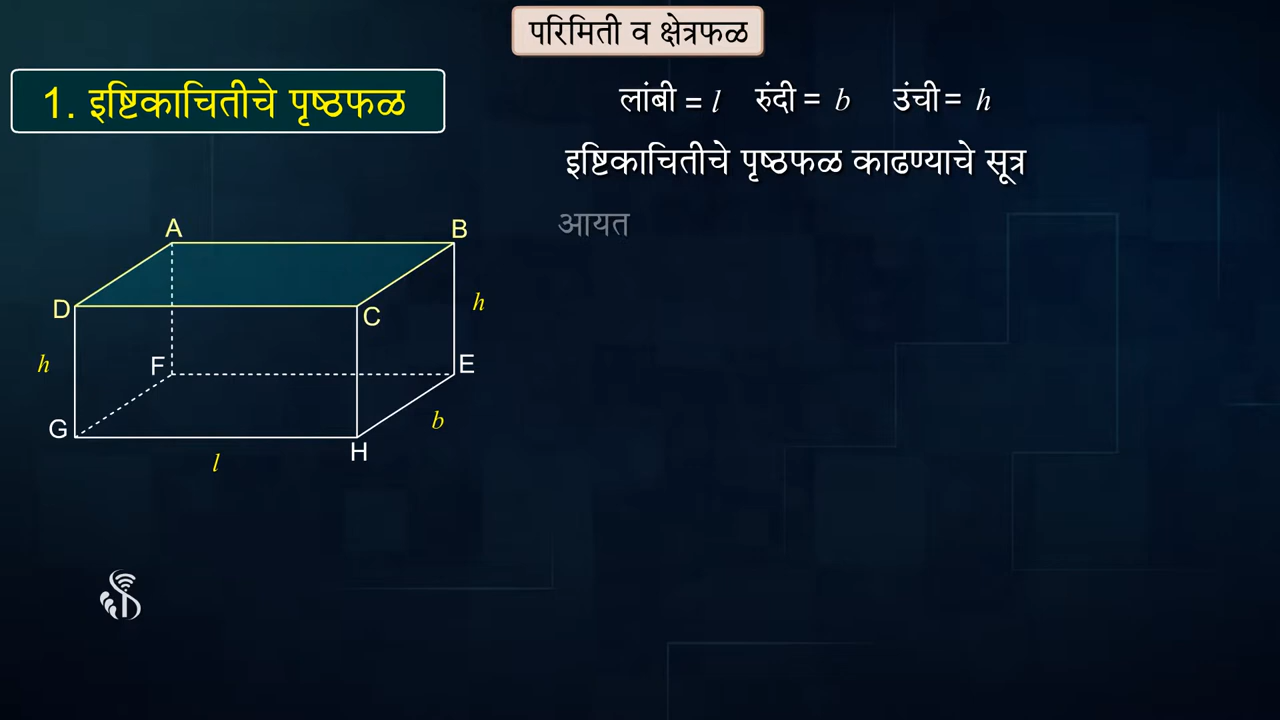 परिमिती व क्षेत्रफळ
1. इष्टिकाचितीचे पृष्ठफळ
लांबी = l रुंदी = b उंची = h
इष्टिकाचितीचे पृष्ठफळ काढण्याचे सूत्र
आयत
A
B
D
C
h
h
F
E
G
b
H
l